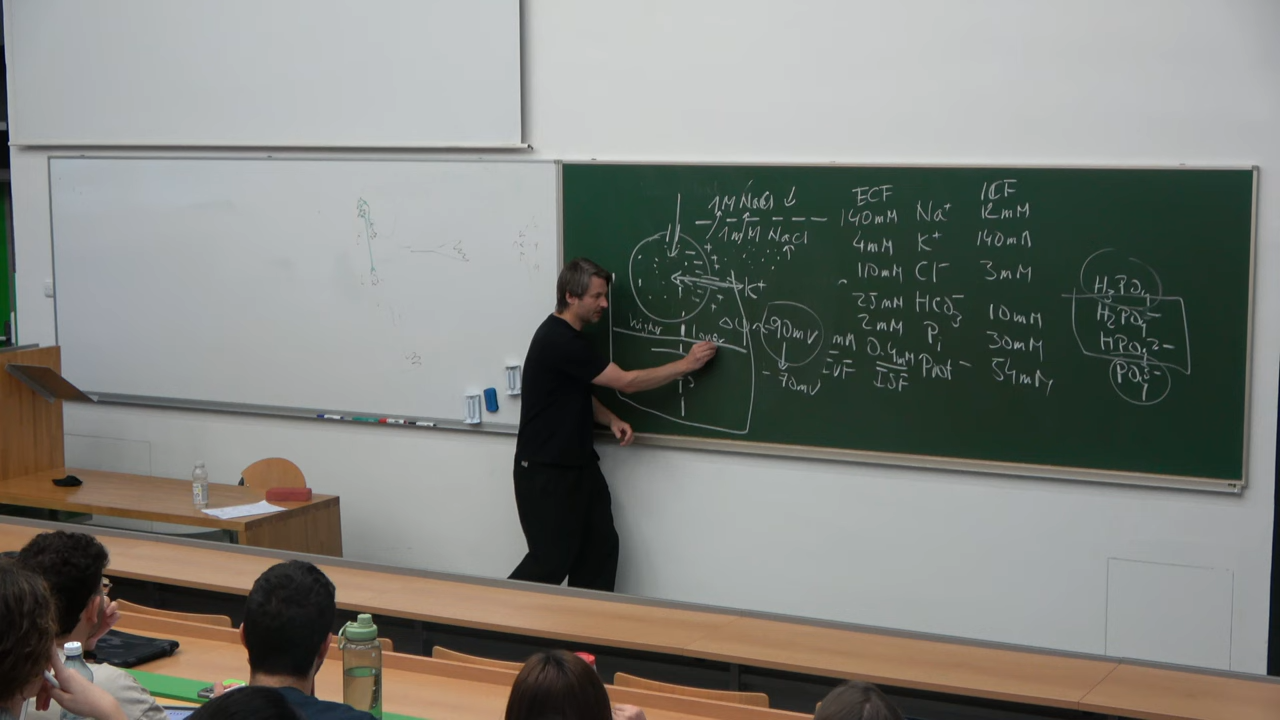 1M NaCl ↓
1mM NaCl
↑
K⁺
higher
lower
-90mV
-70mV
ECF ICF
140mM Na⁺ 12mM
4mM K⁺ 140mM
110mM Cl⁻ 3mM
25mM HCO₃⁻ 10mM
2mM Pi 30mM
mM 0.4mM Prot⁻ 54mM
IVF ISF
H₃PO₄
H₂PO₄⁻
HPO₄²⁻
PO₄³⁻